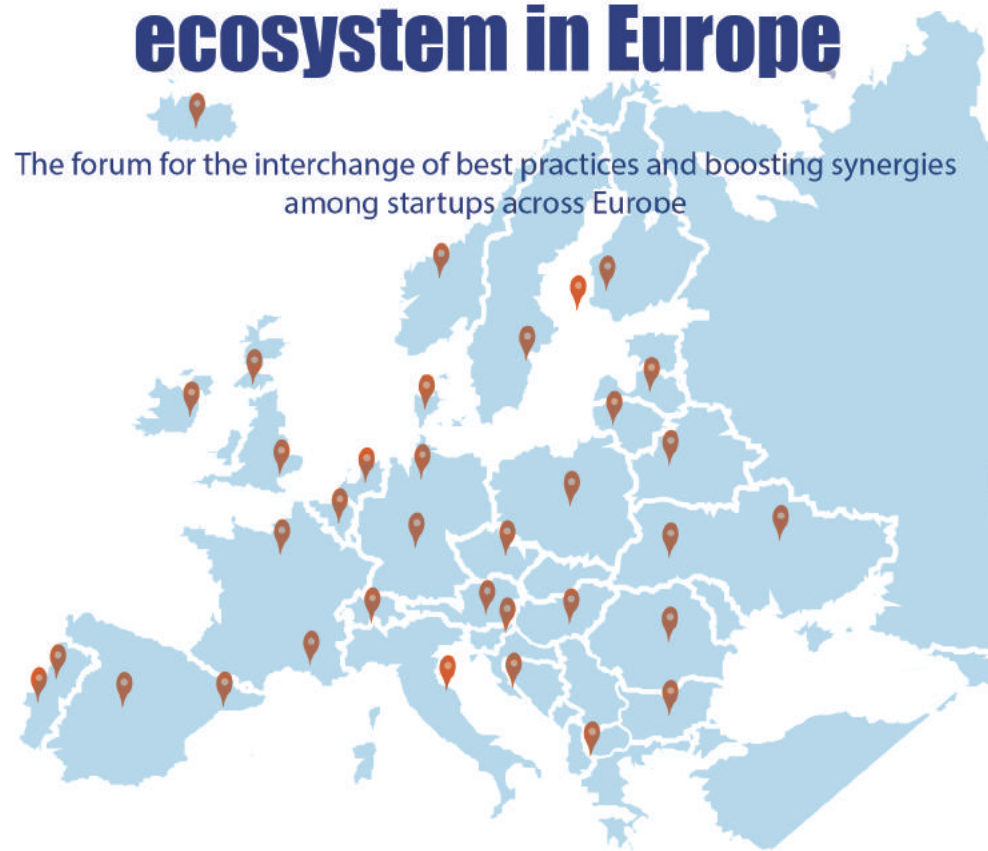 ecosystem in Europe
The forum for the interchange of best practices and boosting synergies
among startups across Europe